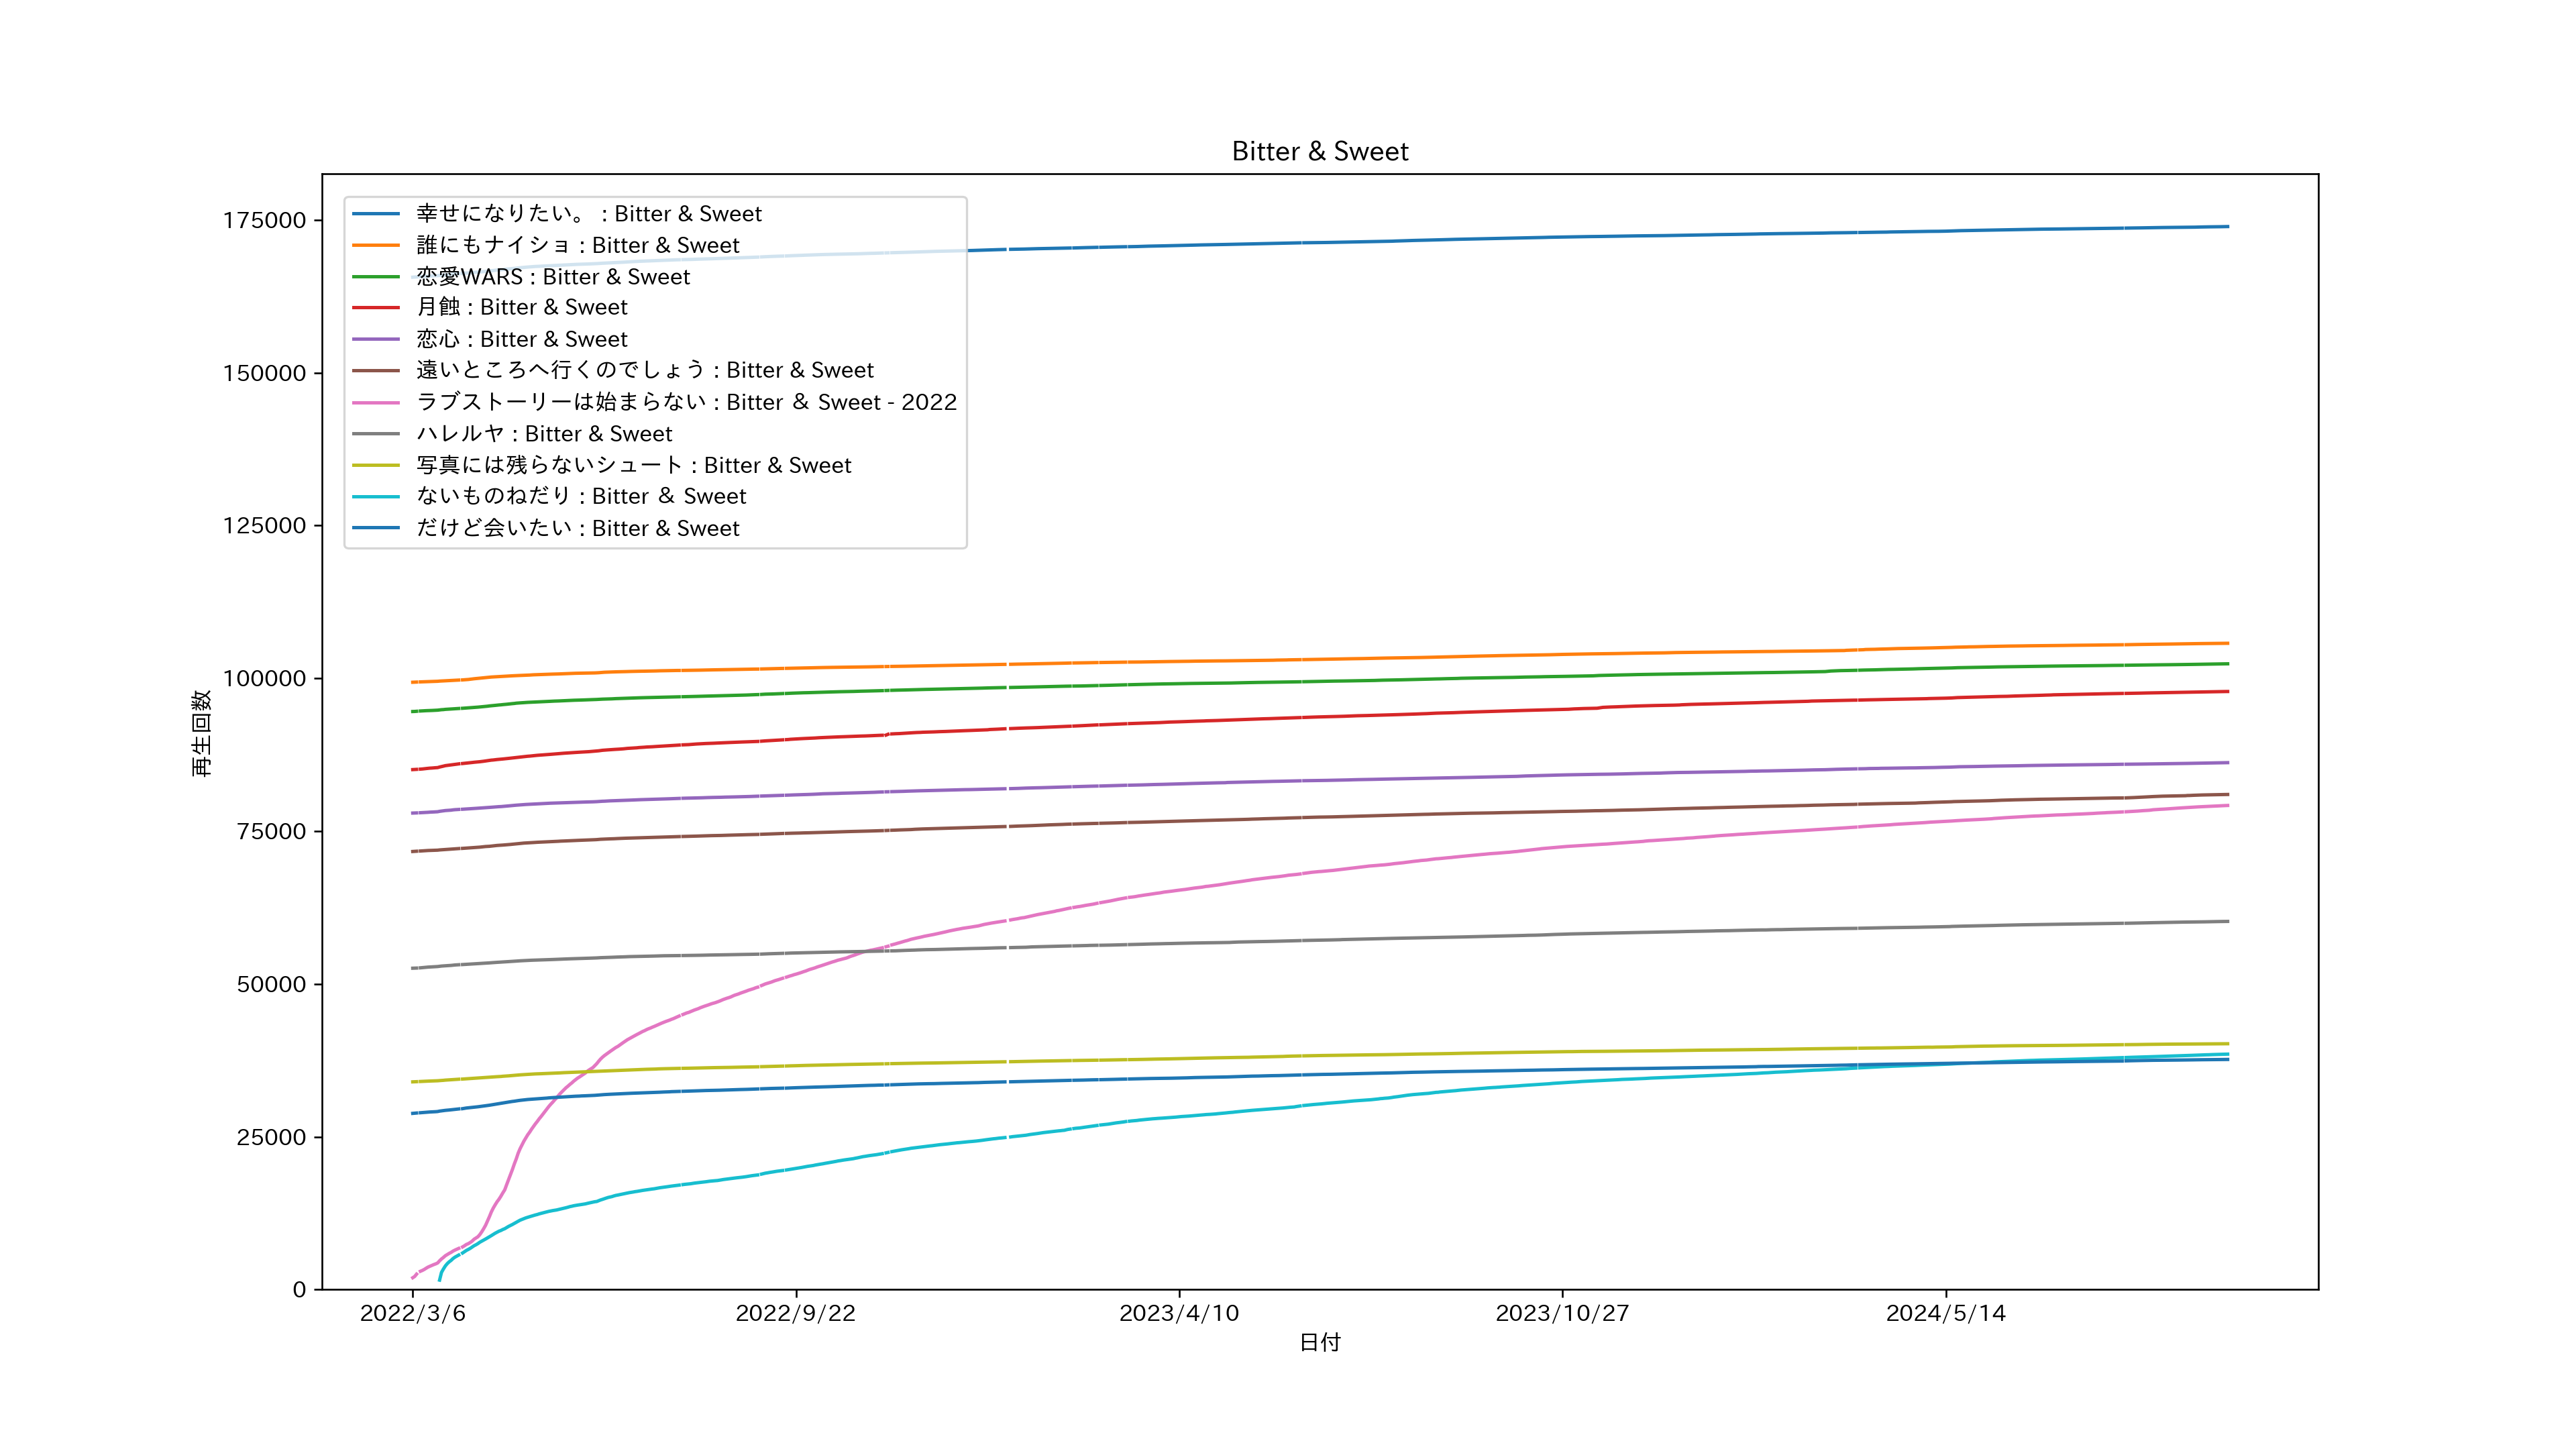 Bitter & Sweet
幸せになりたい。 : Bitter & Sweet
誰にもナイショ : Bitter & Sweet
恋愛WARS : Bitter & Sweet
月蝕 : Bitter & Sweet
恋心 : Bitter & Sweet
遠いところへ行くのでしょう : Bitter & Sweet
ラブストーリーは始まらない : Bitter ＆ Sweet - 2022
ハレルヤ : Bitter & Sweet
写真には残らないシュート : Bitter & Sweet
ないものねだり : Bitter ＆ Sweet
だけど会いたい : Bitter & Sweet
175000
150000
125000
100000
75000
50000
25000
0
再生回数
2022/3/6
2022/9/22
2023/4/10
2023/10/27
2024/5/14
日付